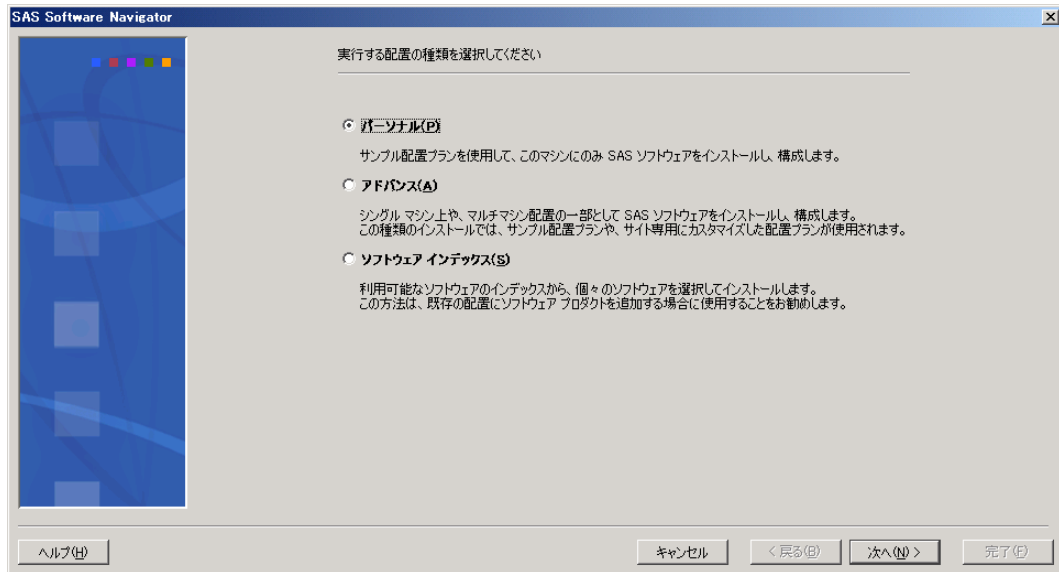 SAS Software Navigator
実行する配置の種類を選択してください
パーソナル(P)
サンプル配置プランを使用して、このマシンにのみ SAS ソフトウェアをインストールし、構成します。
アドバンス(A)
シングル マシン上や、マルチマシン配置の一部として SAS ソフトウェアをインストールし、構成します。
この種類のインストールでは、サンプル配置プランや、サイト専用にカスタマイズした配置プランが使用されます。
ソフトウェア インデックス(S)
利用可能なソフトウェアのインデックスから、個々のソフトウェアを選択してインストールします。
この方法は、既存の配置にソフトウェア プロダクトを追加する場合に使用することをお勧めします。
ヘルプ(H)
キャンセル
< 戻る(B)
次へ(N) >
完了(F)